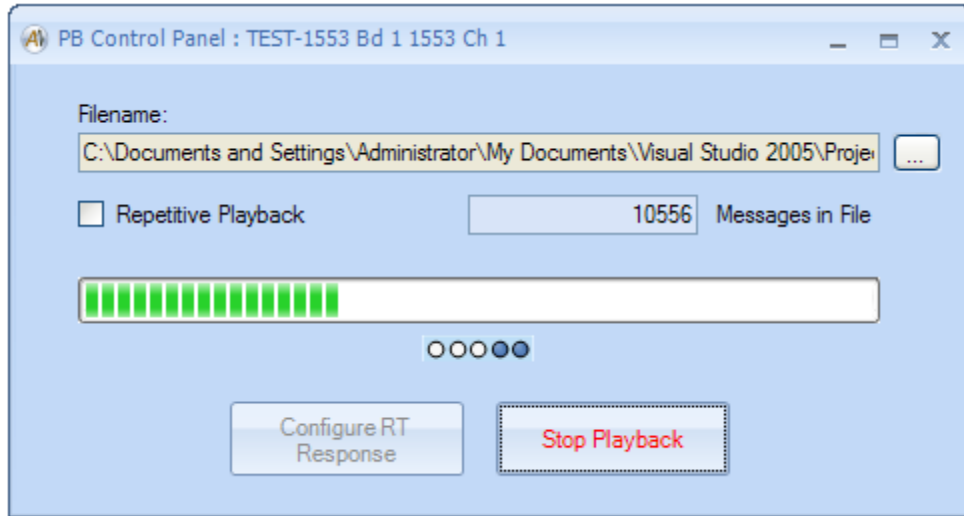 PB Control Panel : TEST-1553 Bd 1 1553 Ch 1
Filename:
C:\Documents and Settings\Administrator\My Documents\Visual Studio 2005\Projec
...
Repetitive Playback
10556 Messages in File
Configure RT
Response
Stop Playback